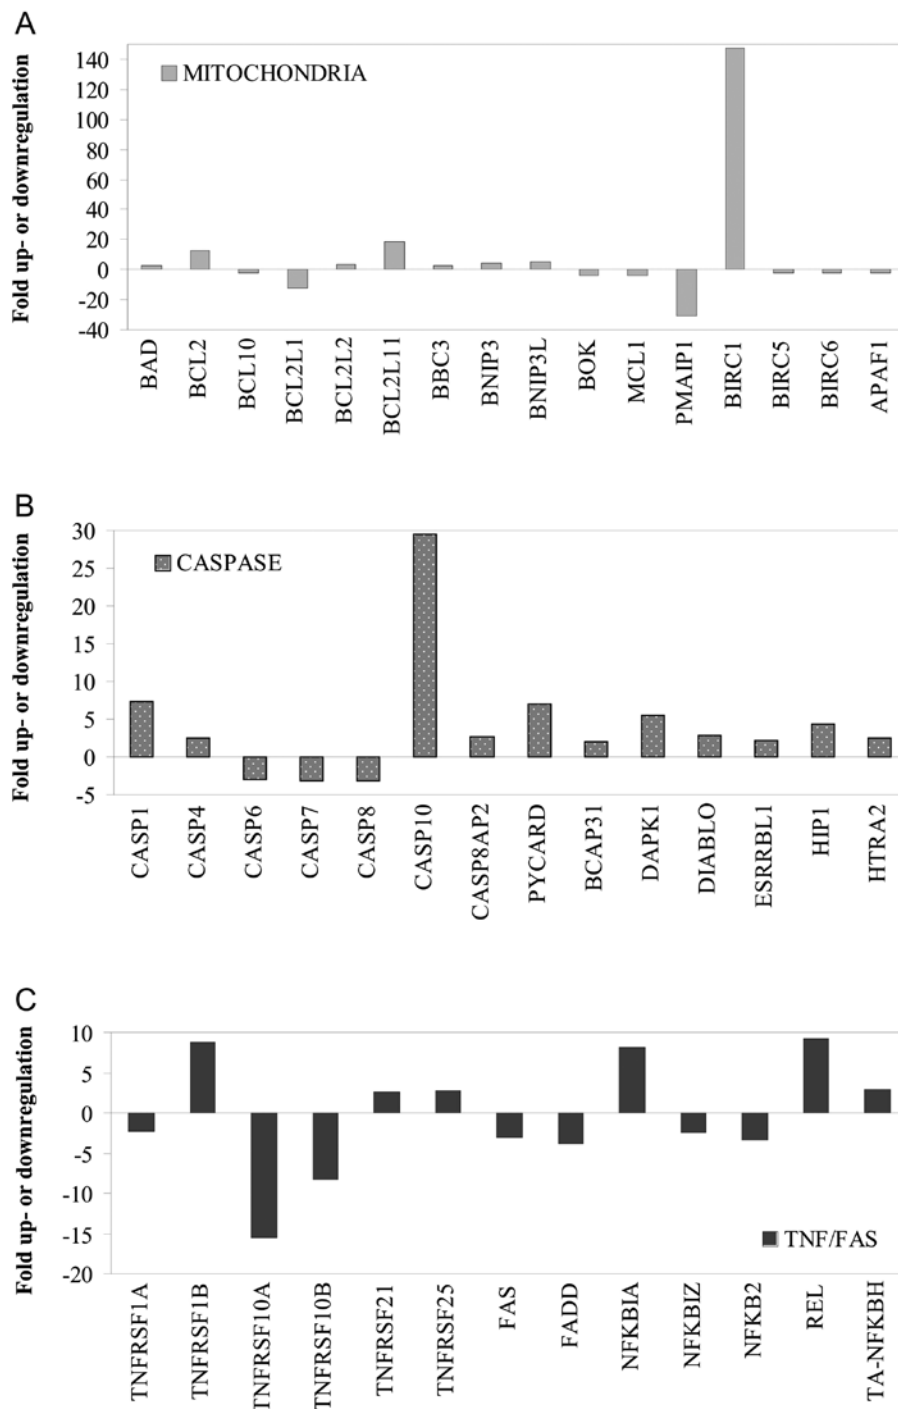 A
Fold up- or downregulation
MITOCHONDRIA
140
120
100
80
60
40
20
0
-20
-40
BAD
BCL2
BCL10
BCL2L1
BCL2L2
BCL2L11
BBC3
BNIP3
BNIP3L
BOK
MCL1
PMAIP1
BIRC1
BIRC5
BIRC6
APAF1
B
Fold up- or downregulation
CASPASE
30
25
20
15
10
5
0
-5
CASP1
CASP4
CASP6
CASP7
CASP8
CASP10
CASP8AP2
PYCARD
BCAP31
DAPK1
DIABLO
ESRRBL1
HIP1
HTRA2
C
Fold up- or downregulation
10
5
0
-5
-10
-15
-20
TNF/FAS
TNFRSF1A
TNFRSF1B
TNFRSF10A
TNFRSF10B
TNFRSF21
TNFRSF25
FAS
FADD
NFKBIA
NFKBIZ
NFKB2
REL
TA-NFKBH